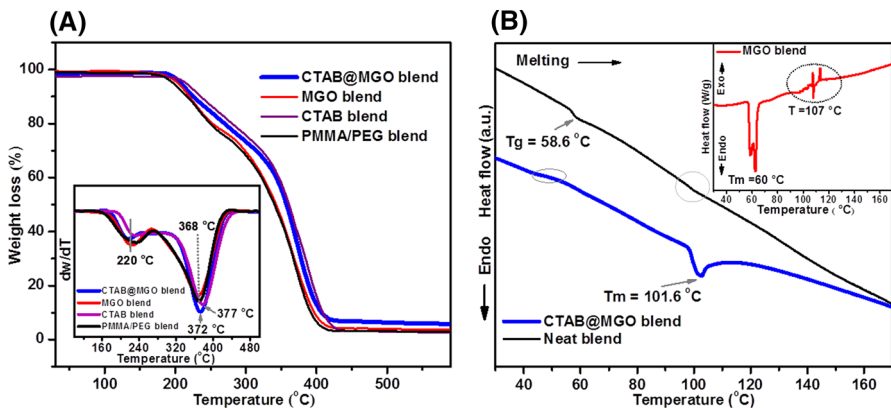 (A)
100
80
60
40
20
0
Weight loss (%)
CTAB@MGO blend
MGO blend
CTAB blend
PMMA/PEG blend
dw/dT
220 °C
368 °C
377 °C
372 °C
CTAB@MGO blend
MGO blend
CTAB blend
PMMA/PEG blend
80 160 240 320 400 480
Temperature (°C)
100 200 300 400 500
Temperature (°C)
(B)
Melting
Tg = 58.6 °C
Tm = 101.6 °C
Endo
Heat flow (a.u.)
CTAB@MGO blend
Neat blend
MGO blend
Exo
Endo
Heat flow (W/g)
T =107 °C
Tm =60 °C
40 60 80 100 120 140 160
Temperature (°C)
40 60 80 100 120 140 160
Temperature (°C)